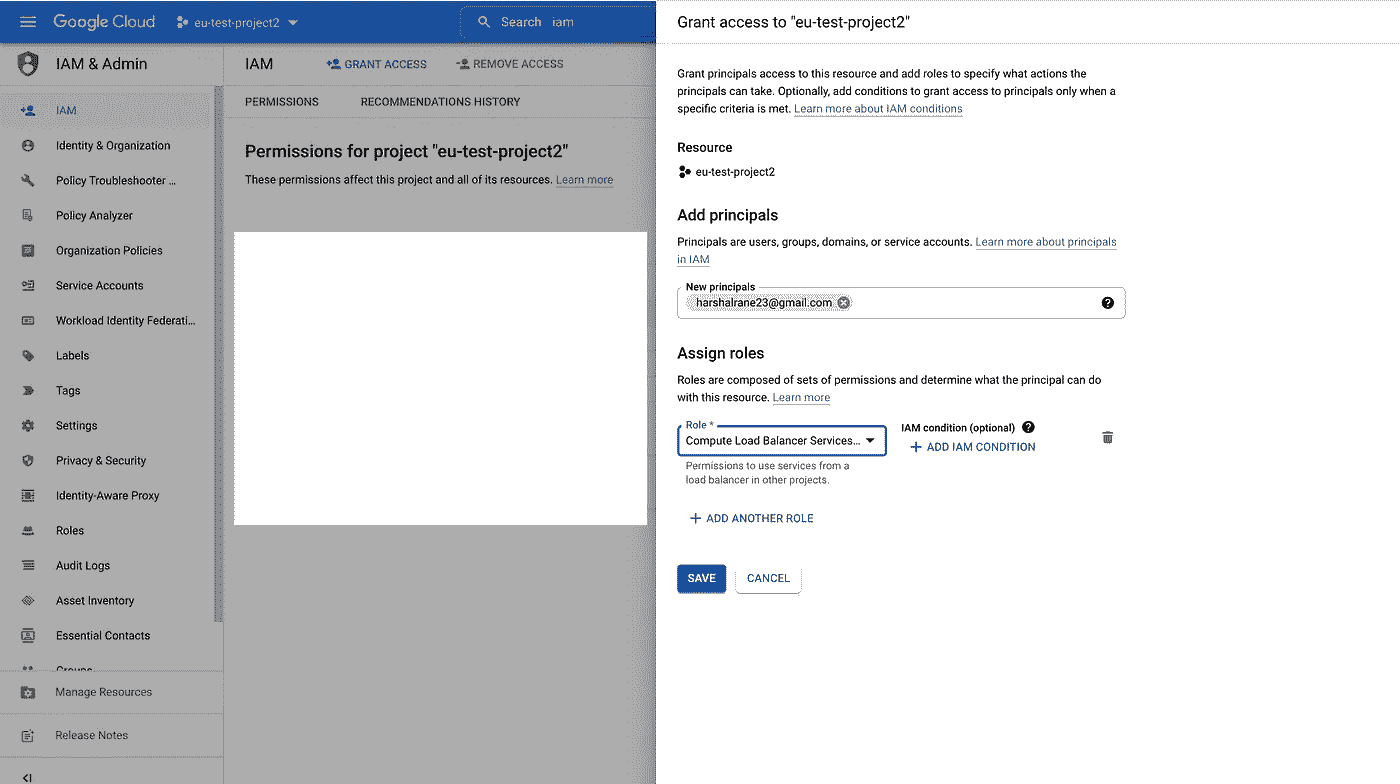 Google Cloud
eu-test-project2
Search iam
IAM & Admin
IAM
Identity & Organization
Policy Troubleshooter ...
Policy Analyzer
Organization Policies
Service Accounts
Workload Identity Federati...
Labels
Tags
Settings
Privacy & Security
Identity-Aware Proxy
Roles
Audit Logs
Asset Inventory
Essential Contacts
Groups
Manage Resources
Release Notes
IAM
GRANT ACCESS
REMOVE ACCESS
PERMISSIONS
RECOMMENDATIONS HISTORY
Permissions for project "eu-test-project2"
These permissions affect this project and all of its resources. Learn more
Grant access to "eu-test-project2"
Grant principals access to this resource and add roles to specify what actions the
principals can take. Optionally, add conditions to grant access to principals only when a
specific criteria is met. Learn more about IAM conditions
Resource
eu-test-project2
Add principals
Principals are users, groups, domains, or service accounts. Learn more about principals
in IAM
New principals
harshalrane23@gmail.com
Assign roles
Roles are composed of sets of permissions and determine what the principal can do
with this resource. Learn more
Role *
Compute Load Balancer Services...
Permissions to use services from a
load balancer in other projects.
IAM condition (optional)
+ ADD IAM CONDITION
+ ADD ANOTHER ROLE
SAVE
CANCEL